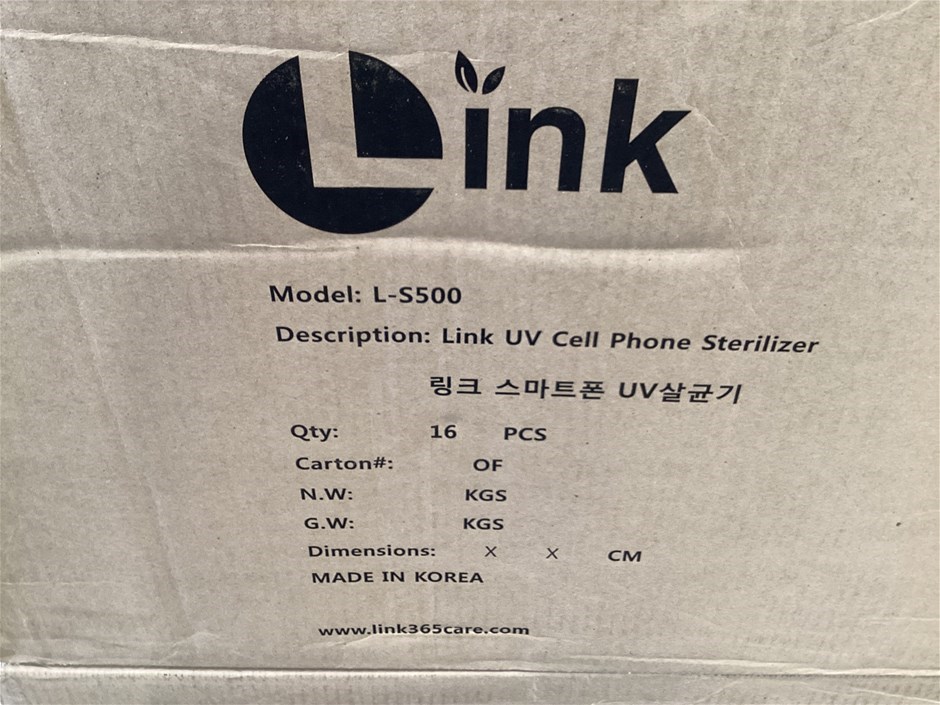 Link
Model: L-S500
Description: Link UV Cell Phone Sterilizer
링크 스마트폰 UV살균기
Qty: 16 PCS
Carton#: OF
N.W: KGS
G.W: KGS
Dimensions: X X CM
MADE IN KOREA
www.link365care.com